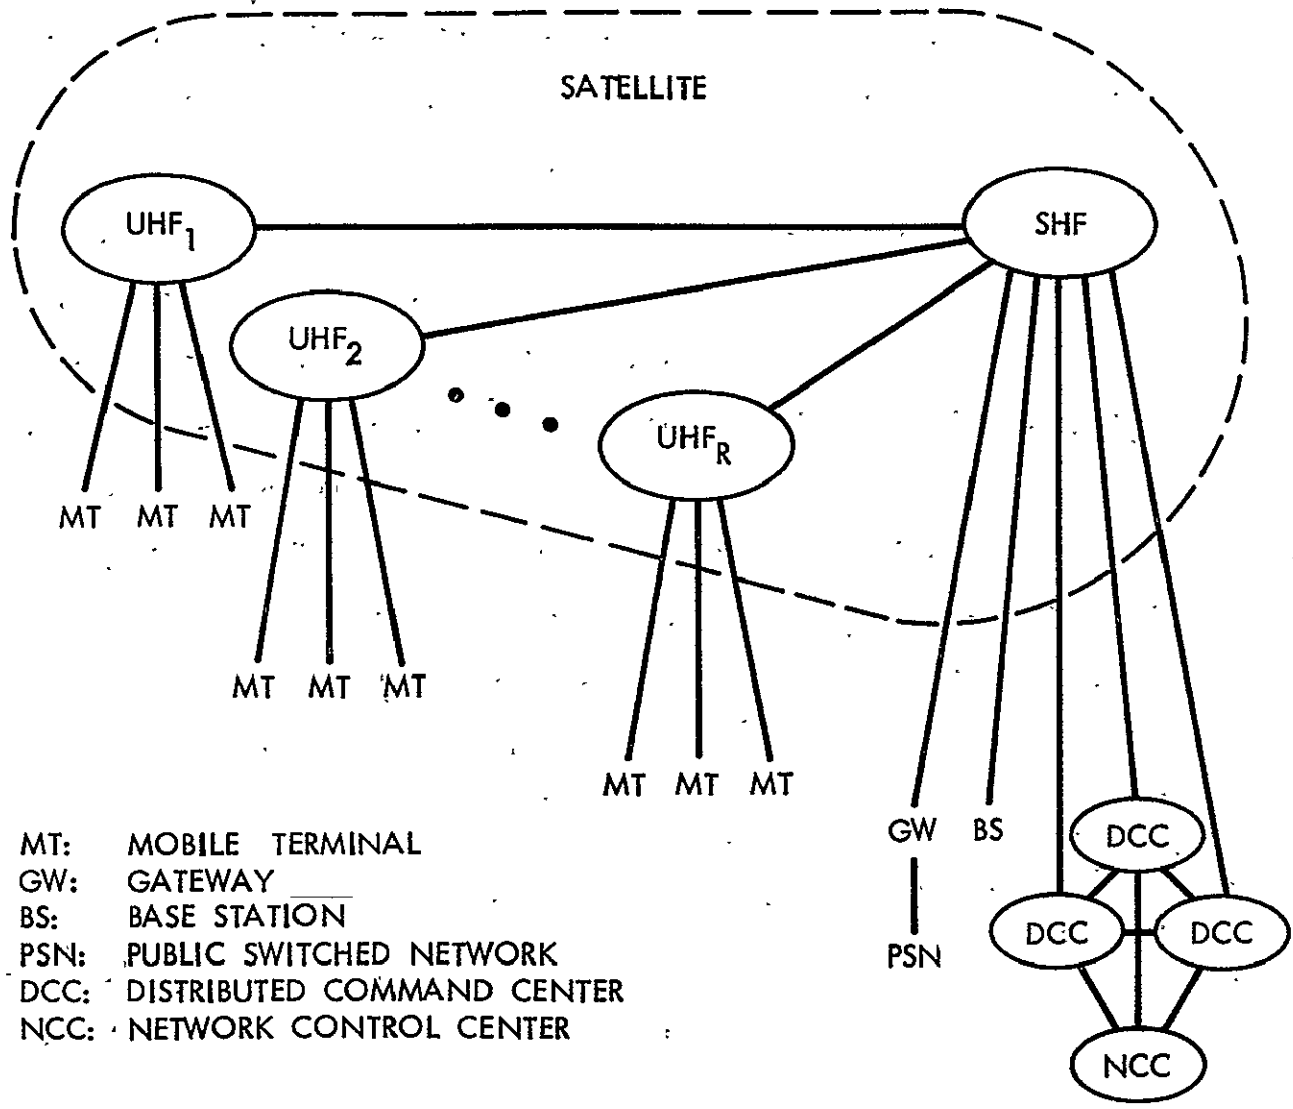 SATELLITE
UHF1
SHF
UHF2
UHFR
MT MT MT
MT MT MT
MT MT MT
GW BS
DCC
DCC DCC
PSN
NCC
MT: MOBILE TERMINAL
GW: GATEWAY
BS: BASE STATION
PSN: PUBLIC SWITCHED NETWORK
DCC: DISTRIBUTED COMMAND CENTER
NCC: NETWORK CONTROL CENTER